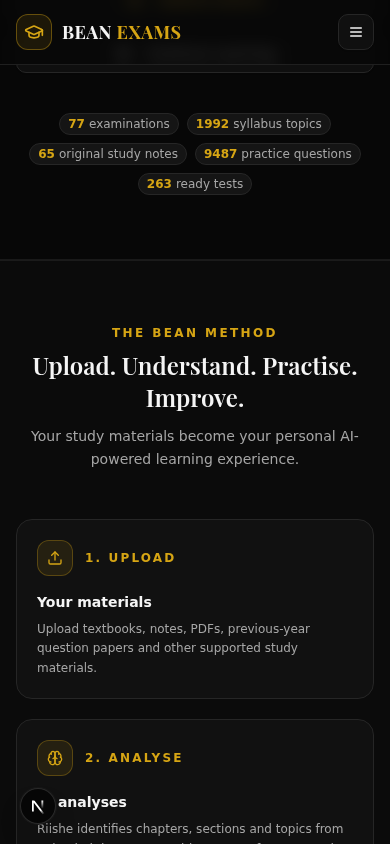 BEAN EXAMS
77 examinations
1992 syllabus topics
65 original study notes
9487 practice questions
263 ready tests
THE BEAN METHOD
Upload. Understand. Practise.
Improve.
Your study materials become your personal AI-
powered learning experience.
1. UPLOAD
Your materials
Upload textbooks, notes, PDFs, previous-year
question papers and other supported study
materials.
2. ANALYSE
analyses
Riishe identifies chapters, sections and topics from